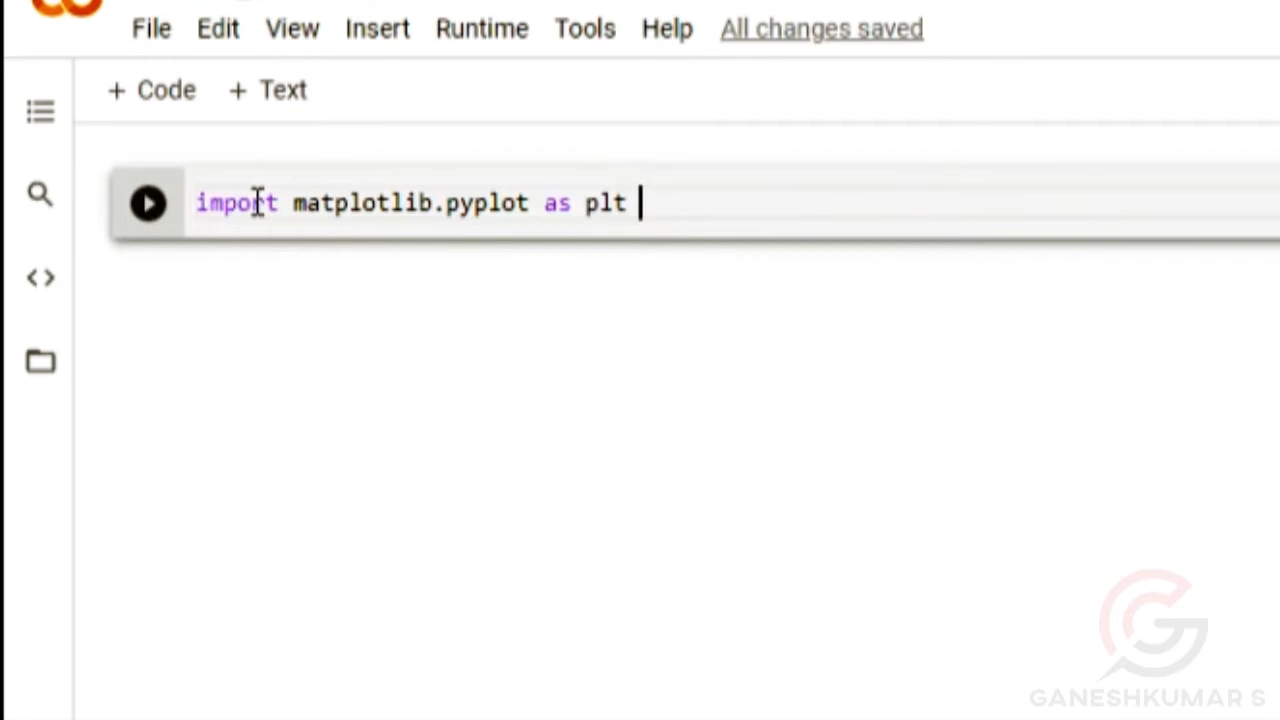 File Edit View Insert Runtime Tools Help All changes saved
+ Code + Text
import matplotlib.pyplot as plt
GANESHKUMAR S